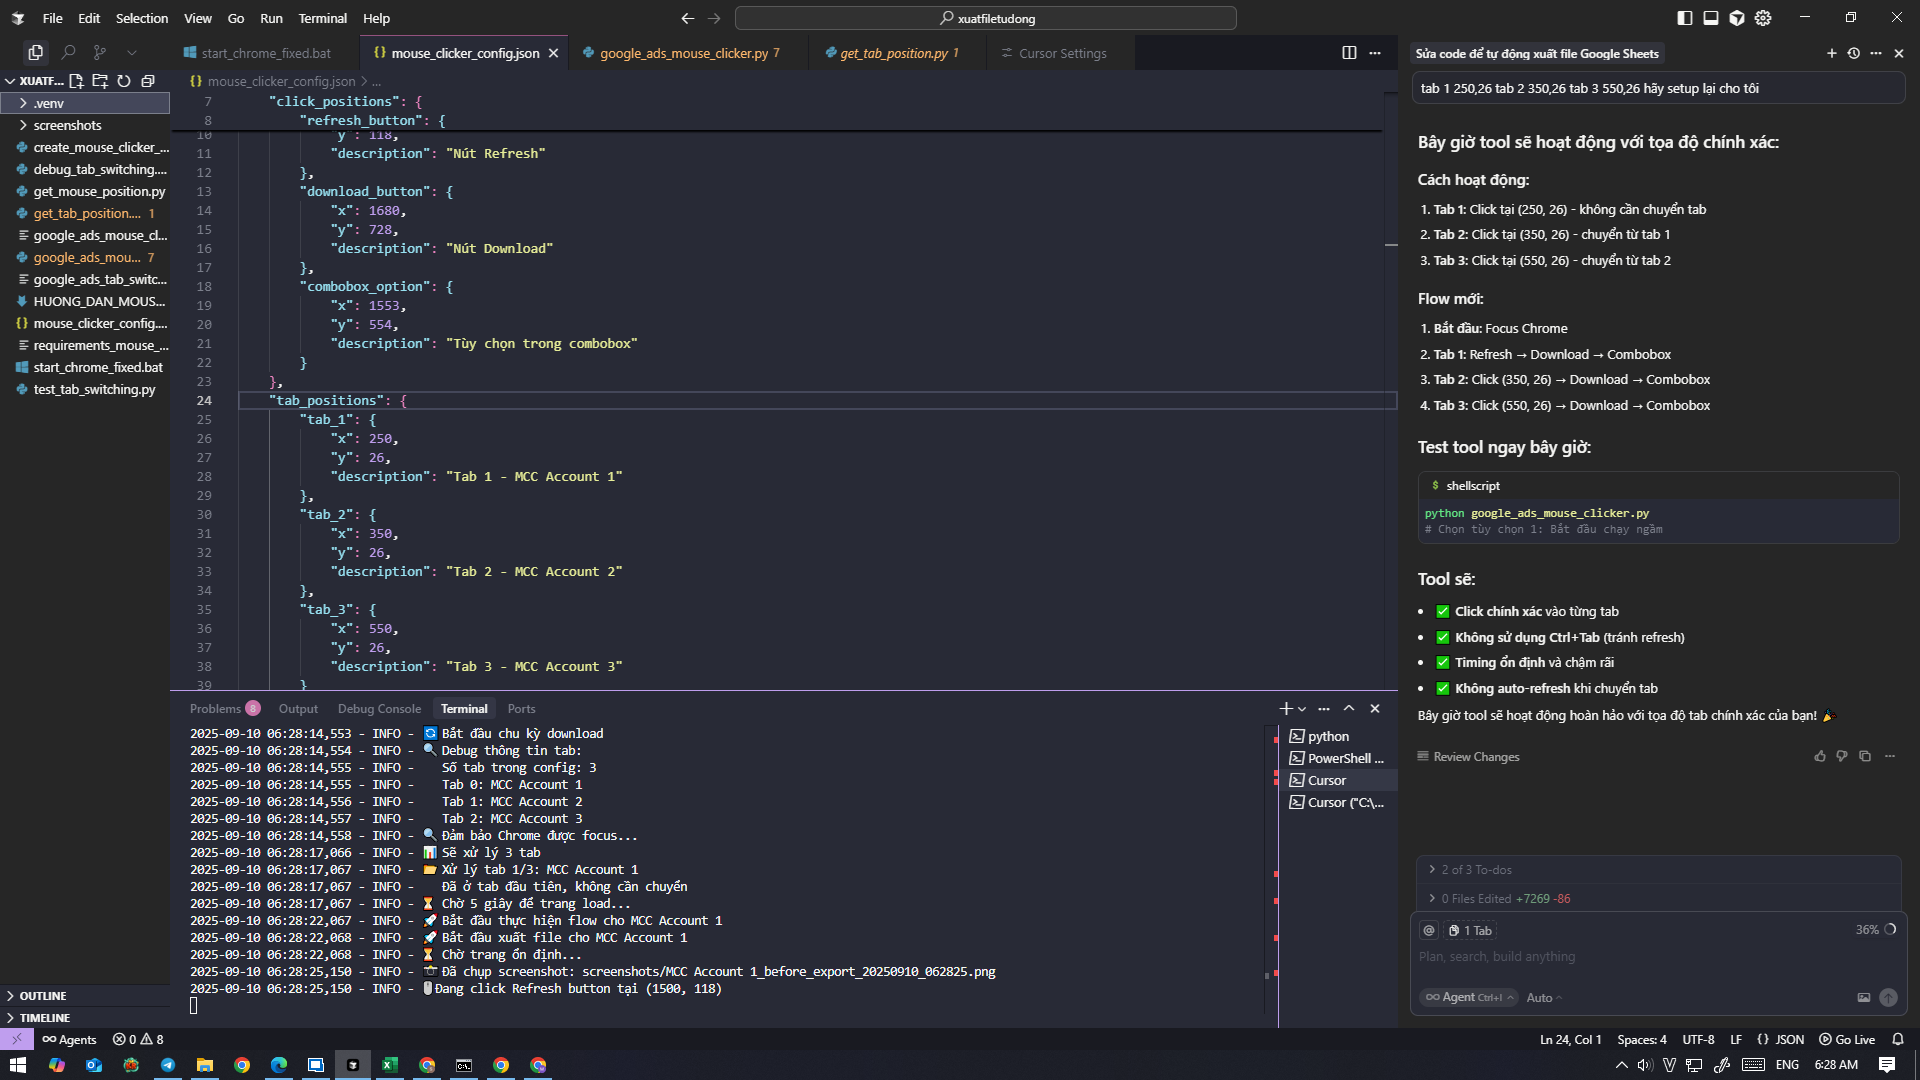 File Edit Selection View Go Run Terminal Help
xuatfiletudong
start_chrome_fixed.bat
mouse_clicker_config.json
google_ads_mouse_clicker.py 7
get_tab_position.py 1
Cursor Settings
XUATF...
.venv
screenshots
create_mouse_clicker_...
debug_tab_switching....
get_mouse_position.py
get_tab_position.... 1
google_ads_mouse_cl...
google_ads_mou... 7
google_ads_tab_switc...
HUONG_DAN_MOUS...
mouse_clicker_config....
requirements_mouse_...
start_chrome_fixed.bat
test_tab_switching.py
OUTLINE
TIMELINE
mouse_clicker_config.json > ...
7 "click_positions": {
8 "refresh_button": {
10 "y": 118,
11 "description": "Nút Refresh"
12 },
13 "download_button": {
14 "x": 1680,
15 "y": 728,
16 "description": "Nút Download"
17 },
18 "combobox_option": {
19 "x": 1553,
20 "y": 554,
21 "description": "Tùy chọn trong combobox"
22 }
23 },
24 "tab_positions": {
25 "tab_1": {
26 "x": 250,
27 "y": 26,
28 "description": "Tab 1 - MCC Account 1"
29 },
30 "tab_2": {
31 "x": 350,
32 "y": 26,
33 "description": "Tab 2 - MCC Account 2"
34 },
35 "tab_3": {
36 "x": 550,
37 "y": 26,
38 "description": "Tab 3 - MCC Account 3"
39 }
Problems 8 Output Debug Console Terminal Ports
2025-09-10 06:28:14,553 - INFO - 🔄 Bắt đầu chu kỳ download
2025-09-10 06:28:14,554 - INFO - 🔍 Debug thông tin tab:
2025-09-10 06:28:14,555 - INFO - Số tab trong config: 3
2025-09-10 06:28:14,555 - INFO - Tab 0: MCC Account 1
2025-09-10 06:28:14,556 - INFO - Tab 1: MCC Account 2
2025-09-10 06:28:14,557 - INFO - Tab 2: MCC Account 3
2025-09-10 06:28:14,558 - INFO - 🔍 Đảm bảo Chrome được focus...
2025-09-10 06:28:17,066 - INFO - 📊 Sẽ xử lý 3 tab
2025-09-10 06:28:17,067 - INFO - 📂 Xử lý tab 1/3: MCC Account 1
2025-09-10 06:28:17,067 - INFO - Đã ở tab đầu tiên, không cần chuyển
2025-09-10 06:28:17,067 - INFO - ⏳ Chờ 5 giây để trang load...
2025-09-10 06:28:22,067 - INFO - 🚀 Bắt đầu thực hiện flow cho MCC Account 1
2025-09-10 06:28:22,068 - INFO - 🚀 Bắt đầu xuất file cho MCC Account 1
2025-09-10 06:28:22,068 - INFO - ⏳ Chờ trang ổn định...
2025-09-10 06:28:25,150 - INFO - 📸 Đã chụp screenshot: screenshots/MCC Account 1_before_export_20250910_062825.png
2025-09-10 06:28:25,150 - INFO - 🖱️ Đang click Refresh button tại (1500, 118)
python
PowerShell ...
Cursor
Cursor ("C:\...
Sửa code để tự động xuất file Google Sheets
tab 1 250,26 tab 2 350,26 tab 3 550,26 hãy setup lại cho tôi
Bây giờ tool sẽ hoạt động với tọa độ chính xác:
Cách hoạt động:
1. Tab 1: Click tại (250, 26) - không cần chuyển tab
2. Tab 2: Click tại (350, 26) - chuyển từ tab 1
3. Tab 3: Click tại (550, 26) - chuyển từ tab 2
Flow mới:
1. Bắt đầu: Focus Chrome
2. Tab 1: Refresh → Download → Combobox
3. Tab 2: Click (350, 26) → Download → Combobox
4. Tab 3: Click (550, 26) → Download → Combobox
Test tool ngay bây giờ:
$ shellscript
python google_ads_mouse_clicker.py
# Chọn tùy chọn 1: Bắt đầu chạy ngầm
Tool sẽ:
• ✅ Click chính xác vào từng tab
• ✅ Không sử dụng Ctrl+Tab (tránh refresh)
• ✅ Timing ổn định và chậm rãi
• ✅ Không auto-refresh khi chuyển tab
Bây giờ tool sẽ hoạt động hoàn hảo với tọa độ tab chính xác của bạn! 🎉
Review Changes
2 of 3 To-dos
0 Files Edited +7269 -86
@ 1 Tab 36%
Plan, search, build anything
∞ Agent Ctrl+I Auto
Agents 0 8
Ln 24, Col 1 Spaces: 4 UTF-8 LF {} JSON Go Live
ENG 6:28 AM